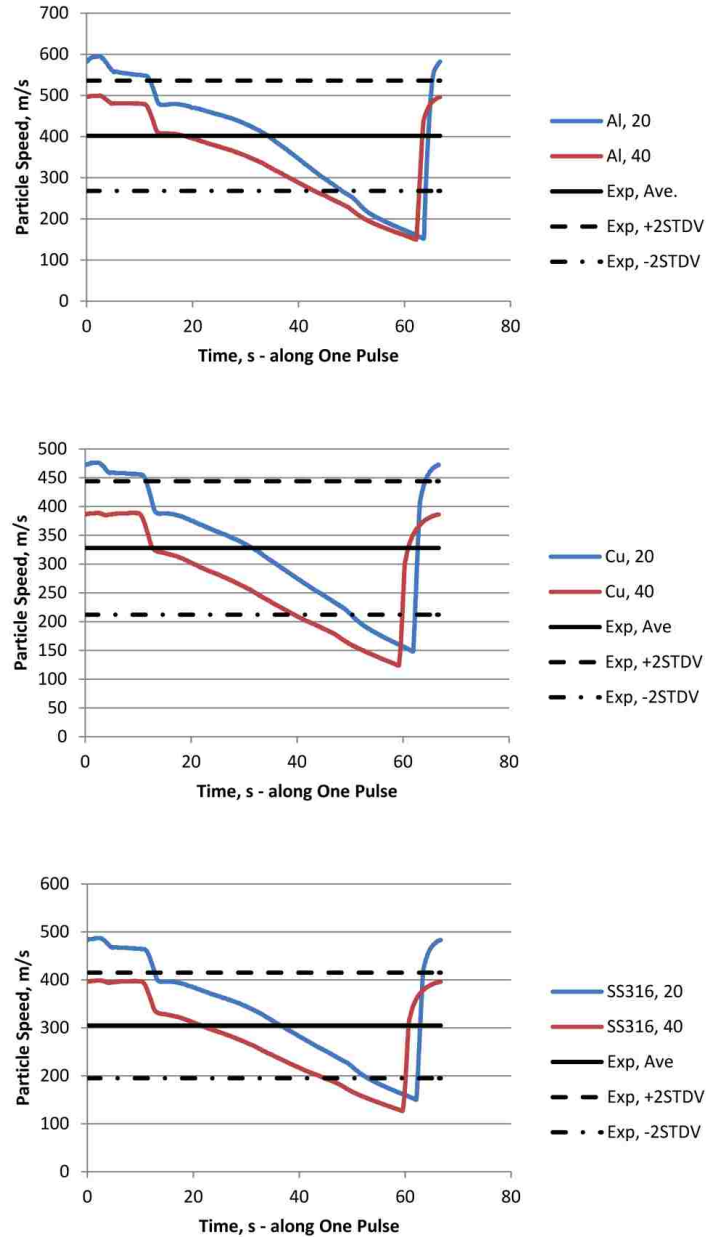 700
600
500
400
300
200
100
0
Particle Speed, m/s
0 20 40 60 80
Time, s - along One Pulse
Al, 20
Al, 40
Exp, Ave.
Exp, +2STDV
Exp, -2STDV
500
450
400
350
300
250
200
150
100
50
0
Particle Speed, m/s
0 20 40 60 80
Time, s - along One Pulse
Cu, 20
Cu, 40
Exp, Ave
Exp, +2STDV
Exp, -2STDV
600
500
400
300
200
100
0
Particle Speed, m/s
0 20 40 60 80
Time, s - along One Pulse
SS316, 20
SS316, 40
Exp, Ave
Exp, +2STDV
Exp, -2STDV